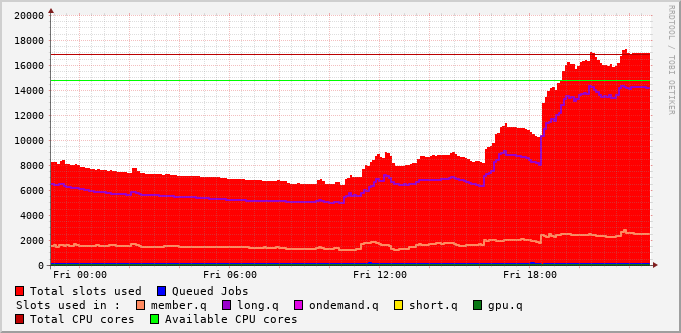 20000
18000
16000
14000
12000
10000
8000
6000
4000
2000
0
Fri 00:00 Fri 06:00 Fri 12:00 Fri 18:00
RRDTOOL / TOBI OETIKER
Total slots used Queued Jobs
Slots used in : member.q long.q ondemand.q short.q gpu.q
Total CPU cores Available CPU cores